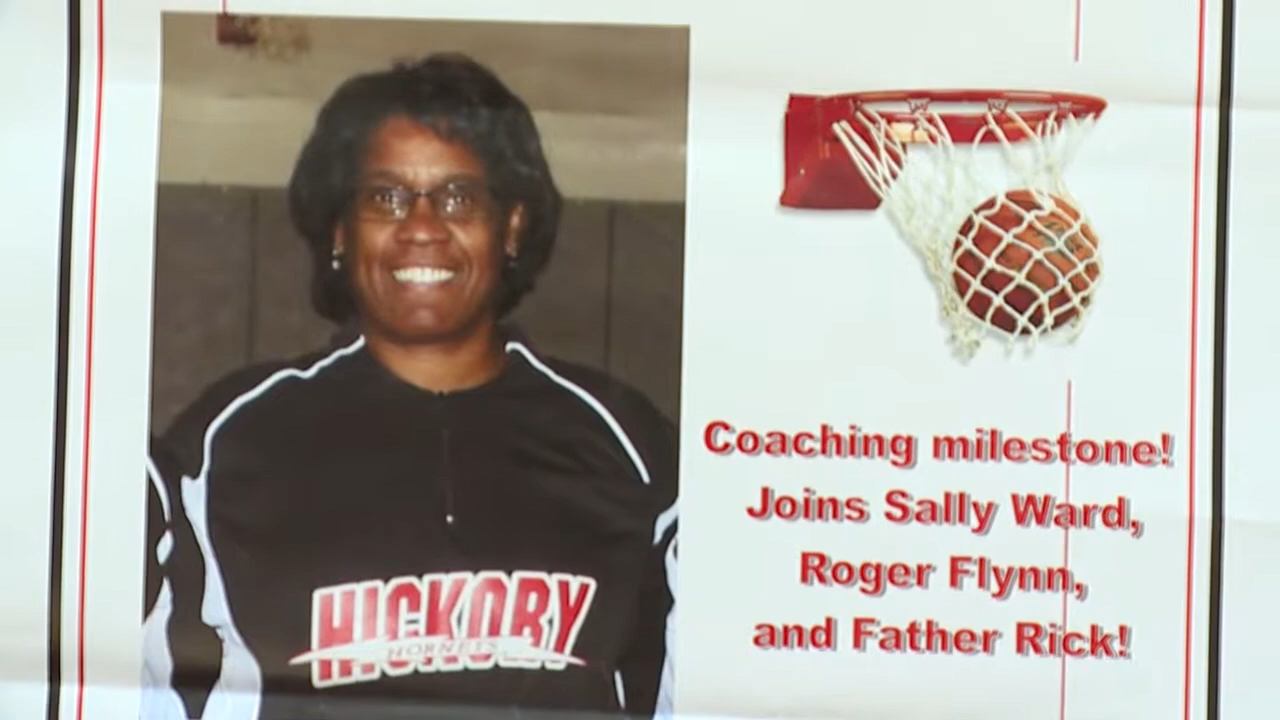 HICKORY
HORNETS
Coaching milestone!
Joins Sally Ward,
Roger Flynn,
and Father Rick!